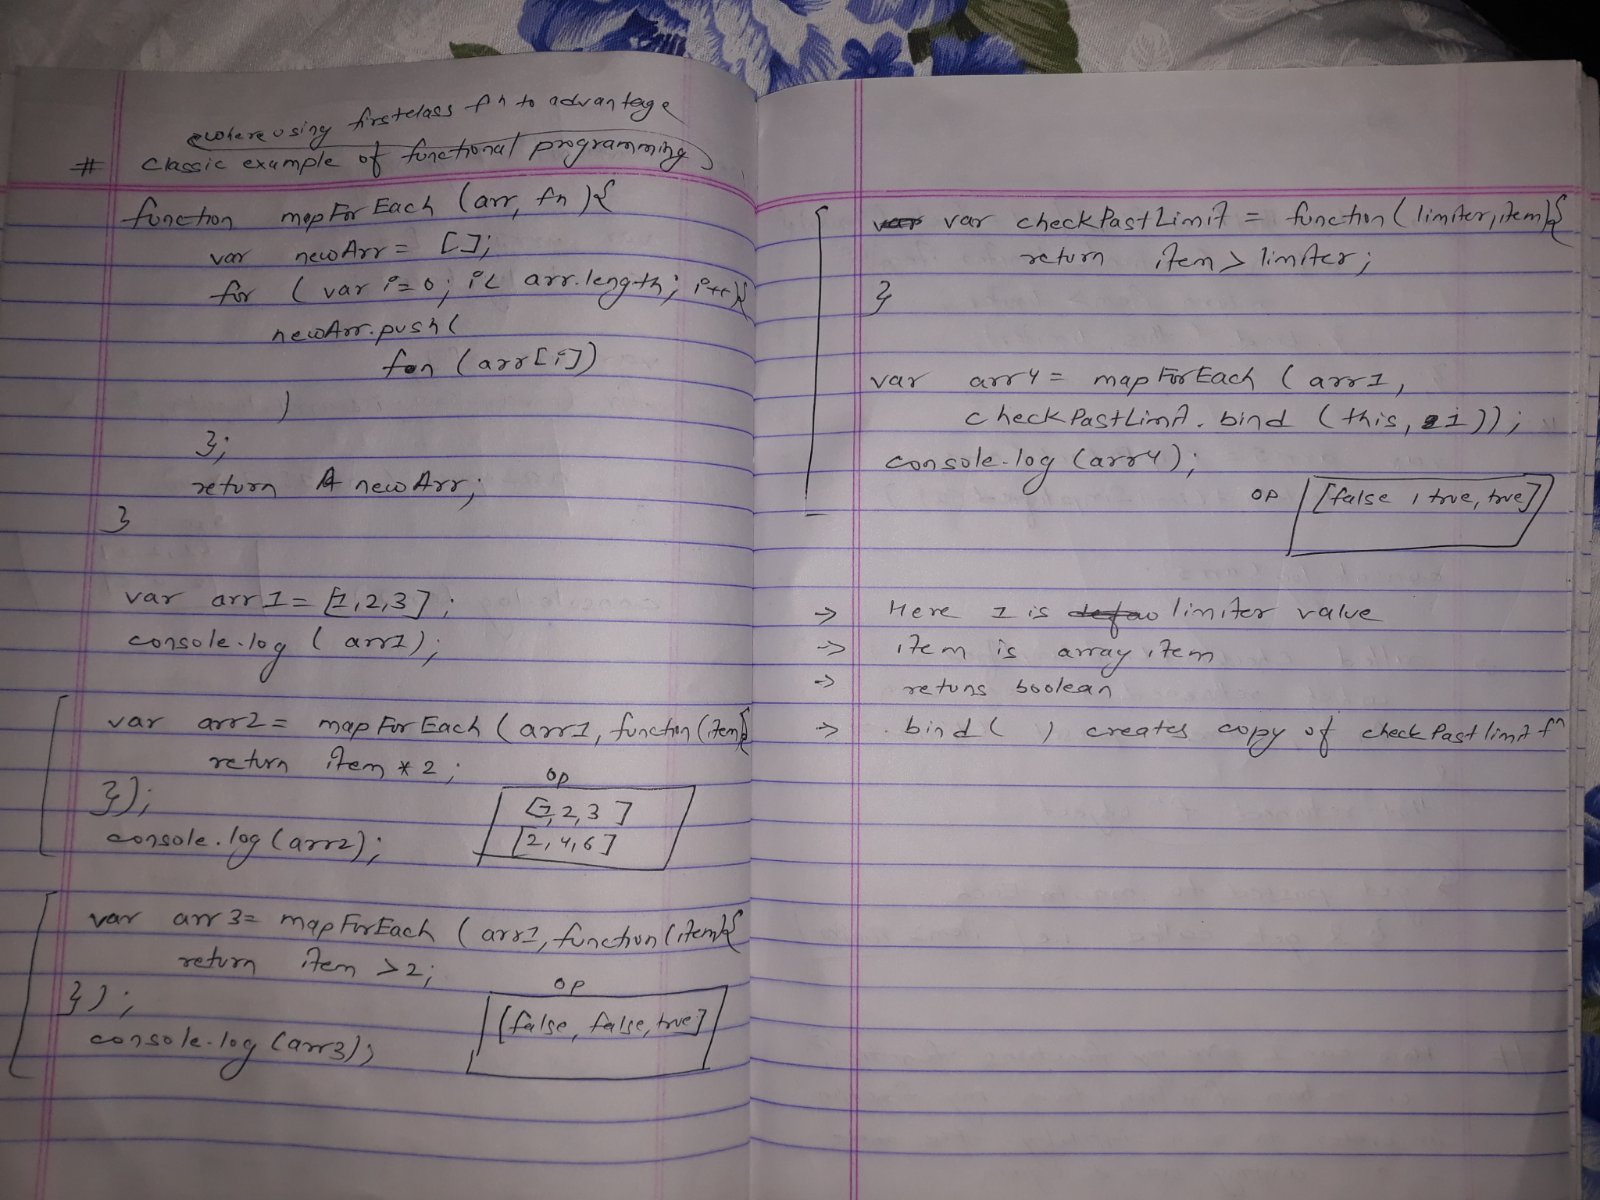 where using firstclass fn to advantage
# classic example of functional programming
function mapForEach (arr, fn){
var newArr = [];
for (var i=0; i< arr.length; i++){
newArr.push(
fn (arr[i])
)
};
return newArr;
}
var arr1 = [1,2,3];
console.log (arr1);
var arr2 = mapForEach (arr1, function(item){
return item * 2;
});
console.log (arr2);
op
[1,2,3]
[2,4,6]
var arr3= mapForEach (arr1, function(item){
return item >2;
});
console.log (arr3);
op
[false, false, true]
var checkPastLimit = function(limiter,item){
return item> limiter;
}
var arr4= mapForEach (arr1,
checkPastLimit.bind (this, 1));
console.log (arr4);
op [false, true, true]
→ Here 1 is limiter value
→ item is array item
→ retuns boolean
→ .bind( ) creates copy of checkPastlimit fn